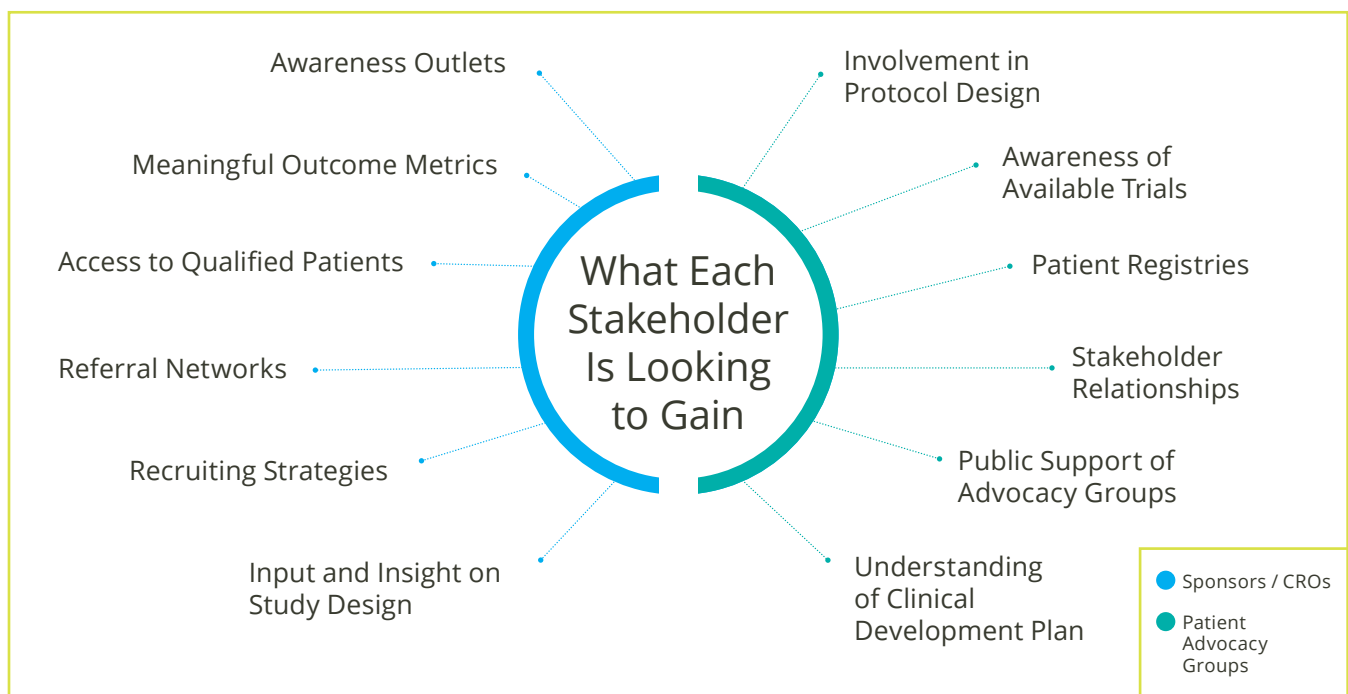 Awareness Outlets
Meaningful Outcome Metrics
Access to Qualified Patients
Referral Networks
Recruiting Strategies
Input and Insight on
Study Design
What Each
Stakeholder
Is Looking
to Gain
Involvement in
Protocol Design
Awareness of
Available Trials
Patient Registries
Stakeholder
Relationships
Public Support of
Advocacy Groups
Understanding
of Clinical
Development Plan
Sponsors / CROs
Patient
Advocacy
Groups